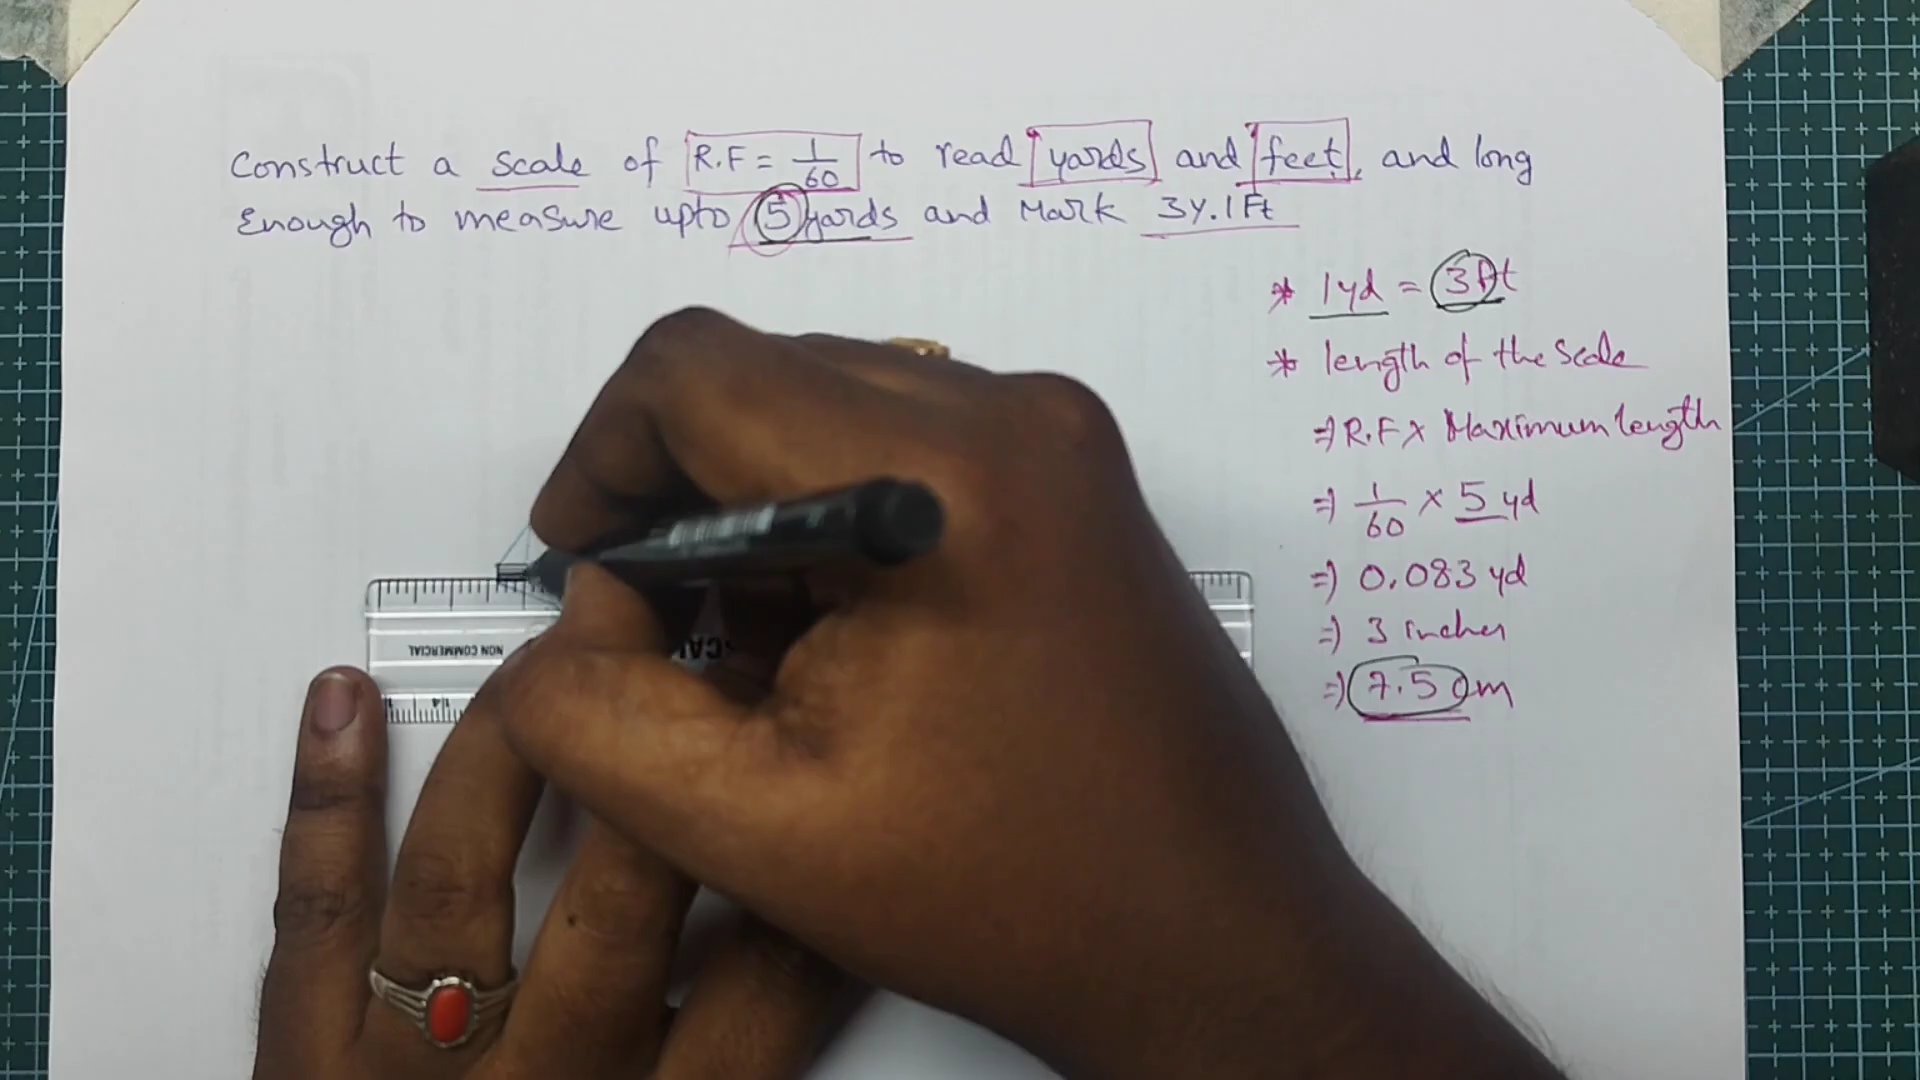 Construct a scale of R.F = 1/60 to read yards and feet, and long
Enough to measure upto 5 yards and Mark 3y.1Ft
* 1yd = 3ft
* length of the Scale
⇒ R.F x Maximum length
⇒ 1/60 x 5 yd
⇒ 0.083 yd
⇒ 3 inches
⇒ 7.5 cm
NON COMMERCIAL
14